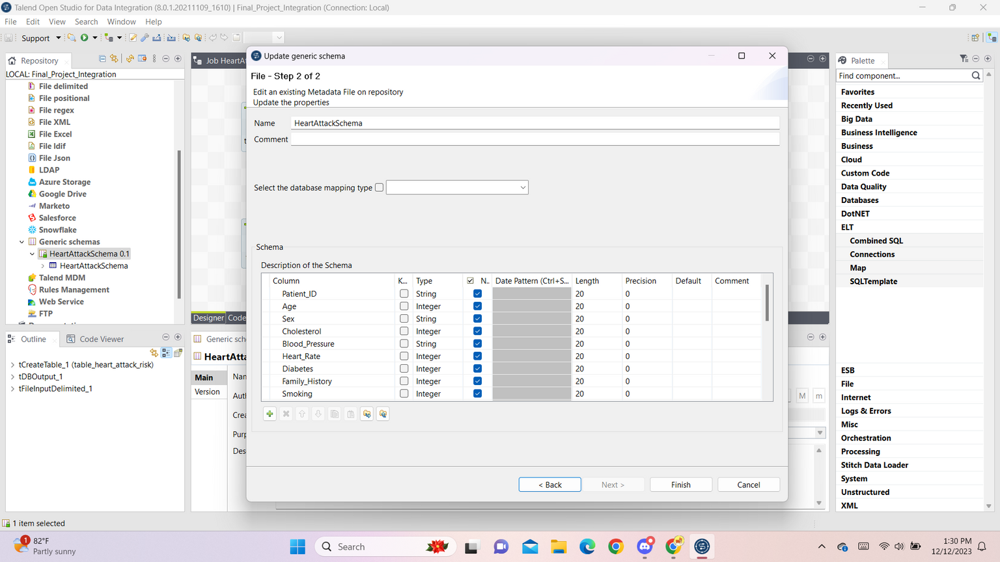 Talend Open Studio for Data Integration (8.0.1.20211109_1610) | Final_Project_Integration (Connection: Local)
File Edit View Search Window Help
Support
Repository
LOCAL: Final_Project_Integration
File delimited
File positional
File regex
File XML
File Excel
File ldif
File Json
LDAP
Azure Storage
Google Drive
Marketo
Salesforce
Snowflake
Generic schemas
HeartAttackSchema 0.1
HeartAttackSchema
Talend MDM
Rules Management
Web Service
FTP
Outline Code Viewer
tCreateTable_1 (table_heart_attack_risk)
tDBOutput_1
tFileInputDelimited_1
1 item selected
Job HeartA
Designer Code
Generic sch
HeartAtta
Main
Version
Nan
Auth
Crea
Purp
Des
M m
Update generic schema
File - Step 2 of 2
Edit an existing Metadata File on repository
Update the properties
Name HeartAttackSchema
Comment
Select the database mapping type
Schema
Description of the Schema
Column K... Type N.. Date Pattern (Ctrl+S... Length Precision Default Comment
Patient_ID String 20 0
Age Integer 20 0
Sex String 20 0
Cholesterol Integer 20 0
Blood_Pressure String 20 0
Heart_Rate Integer 20 0
Diabetes Integer 20 0
Family_History Integer 20 0
Smoking Integer 20 0
< Back Next > Finish Cancel
Palette
Find component...
Favorites
Recently Used
Big Data
Business Intelligence
Business
Cloud
Custom Code
Data Quality
Databases
DotNET
ELT
Combined SQL
Connections
Map
SQLTemplate
ESB
File
Internet
Logs & Errors
Misc
Orchestration
Processing
Stitch Data Loader
System
Unstructured
XML
1
82°F
Partly sunny
Search
1:30 PM
12/12/2023